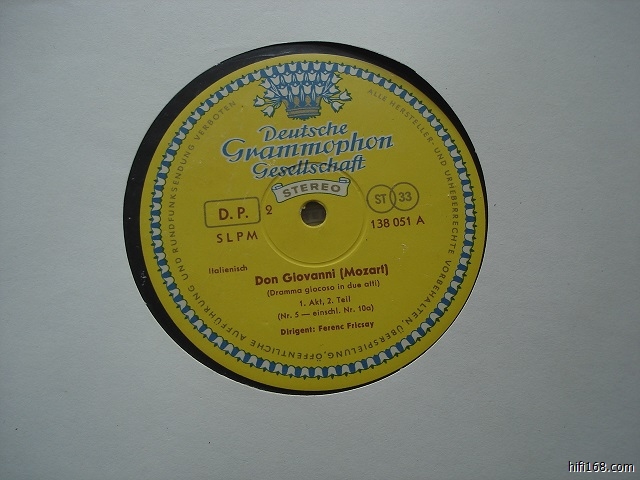 Deutsche
Grammophon
Gesellschaft
STEREO
D. P. 2
ST 33
SLPM
138 051 A
Italienisch
Don Giovanni (Mozart)
(Dramma giocoso in due atti)
1. Akt, 2. Teil
(Nr. 5 — einschl. Nr. 10a)
Dirigent: Ferenc Fricsay
ALLE HERSTELLER- UND URHEBERRECHTE VORBEHALTEN, ÜBERSPIELUNG, ÖFFENTLICHE AUFFÜHRUNG UND RUNDFUNKSENDUNG VERBOTEN
hifi168.com